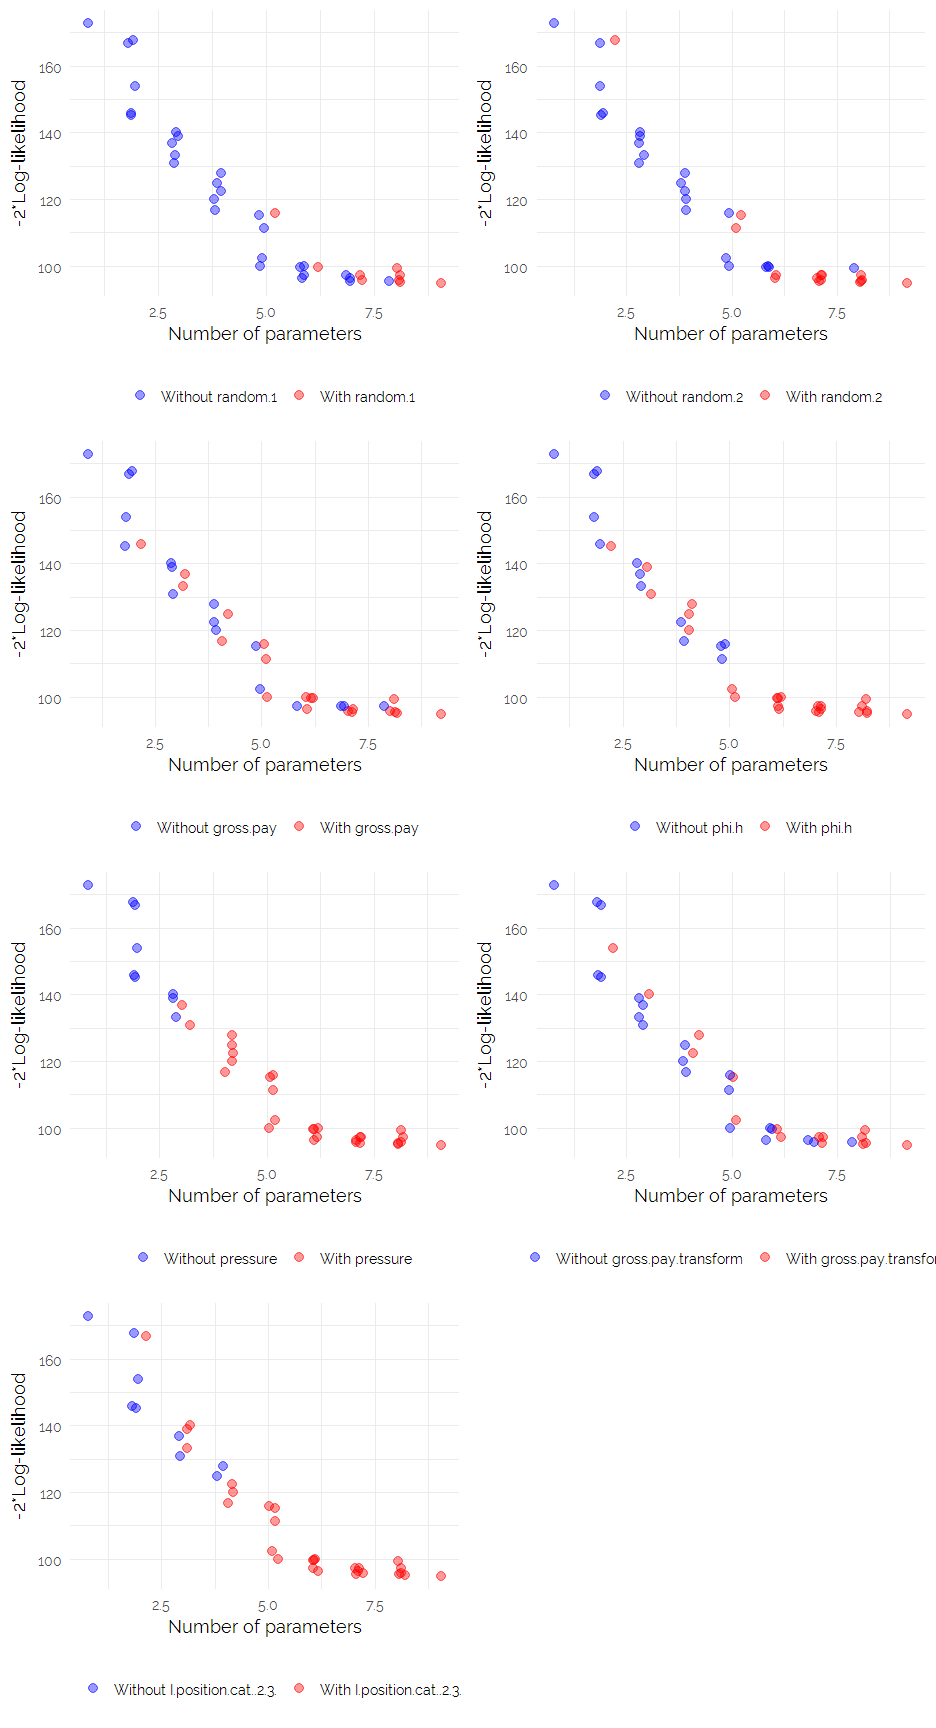 -2*Log-likelihood
160
140
120
100
2.5 5.0 7.5
Number of parameters
Without random.1 With random.1
-2*Log-likelihood
160
140
120
100
2.5 5.0 7.5
Number of parameters
Without random.2 With random.2
-2*Log-likelihood
160
140
120
100
2.5 5.0 7.5
Number of parameters
Without gross.pay With gross.pay
-2*Log-likelihood
160
140
120
100
2.5 5.0 7.5
Number of parameters
Without phi.h With phi.h
-2*Log-likelihood
160
140
120
100
2.5 5.0 7.5
Number of parameters
Without pressure With pressure
-2*Log-likelihood
160
140
120
100
2.5 5.0 7.5
Number of parameters
Without gross.pay.transform With gross.pay.transfor
-2*Log-likelihood
160
140
120
100
2.5 5.0 7.5
Number of parameters
Without I.position.cat..2.3. With I.position.cat..2.3.